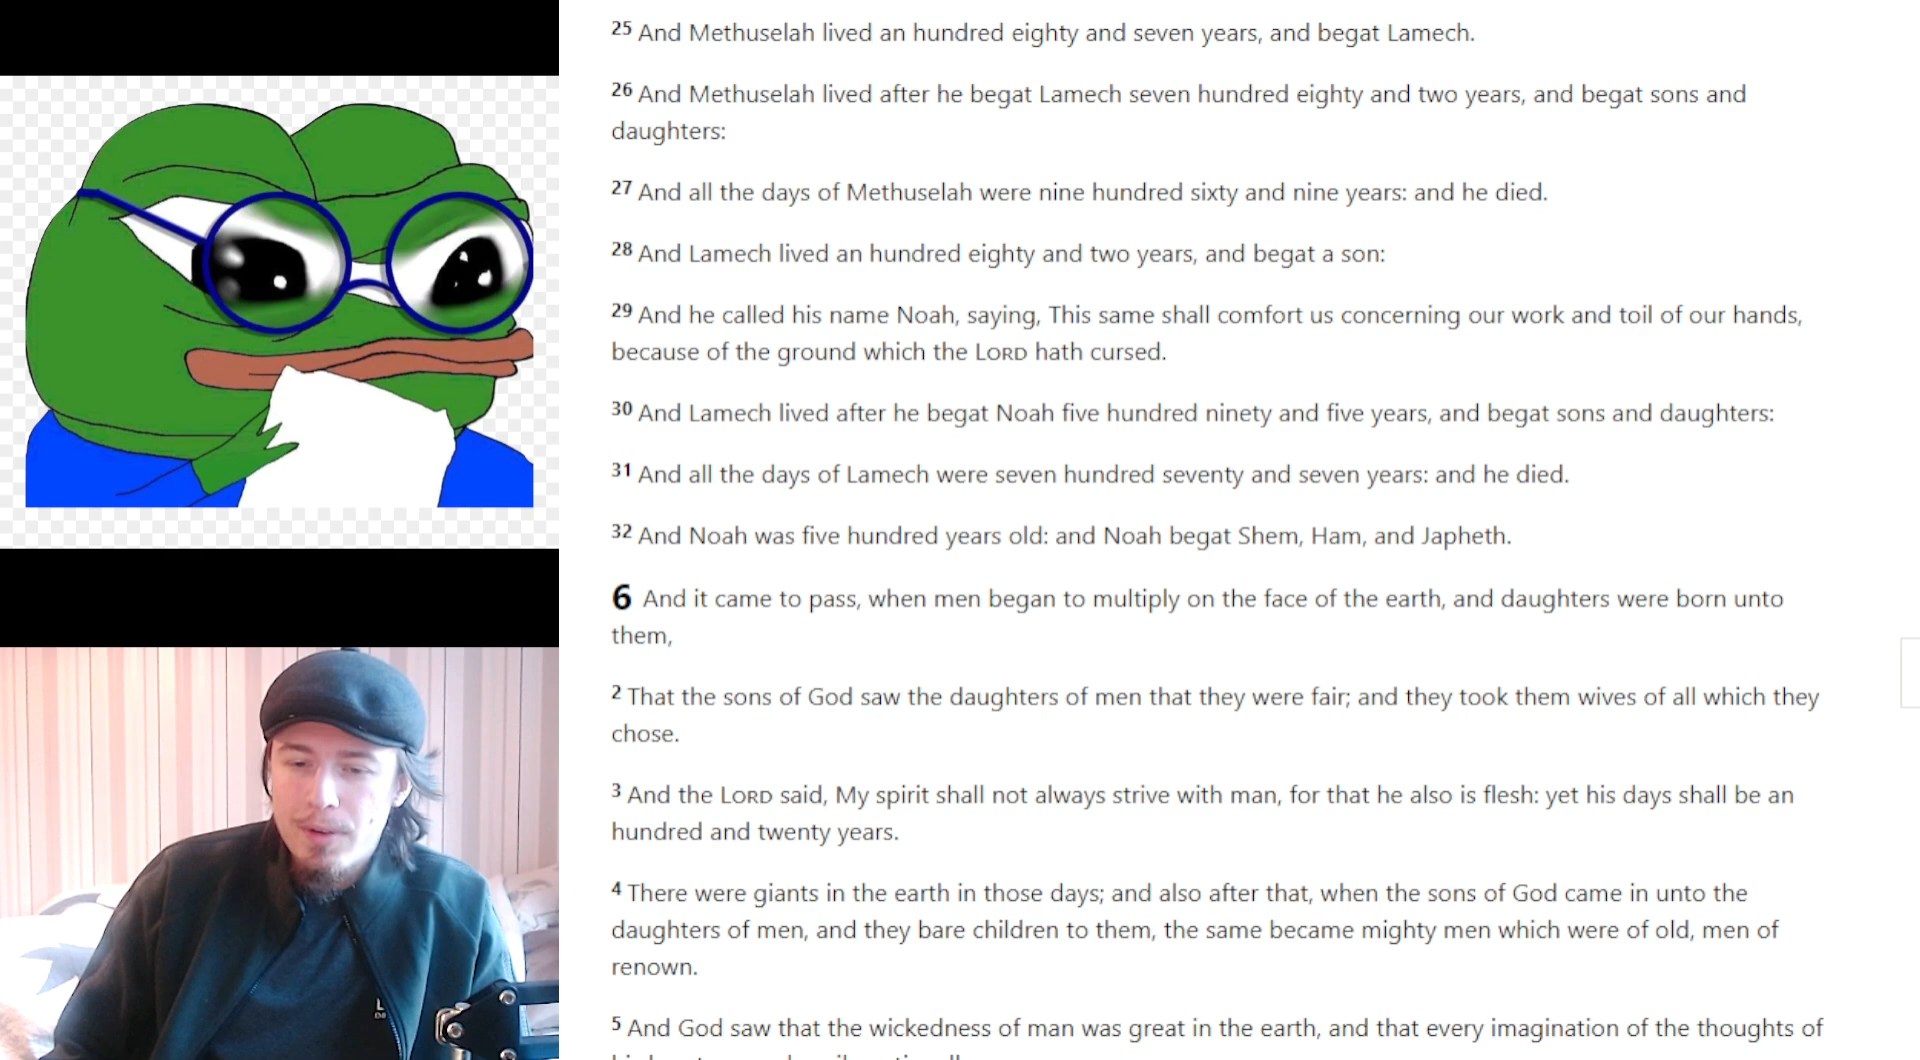 25 And Methuselah lived an hundred eighty and seven years, and begat Lamech.
26 And Methuselah lived after he begat Lamech seven hundred eighty and two years, and begat sons and
daughters:
27 And all the days of Methuselah were nine hundred sixty and nine years: and he died.
28 And Lamech lived an hundred eighty and two years, and begat a son:
29 And he called his name Noah, saying, This same shall comfort us concerning our work and toil of our hands,
because of the ground which the LORD hath cursed.
30 And Lamech lived after he begat Noah five hundred ninety and five years, and begat sons and daughters:
31 And all the days of Lamech were seven hundred seventy and seven years: and he died.
32 And Noah was five hundred years old: and Noah begat Shem, Ham, and Japheth.
6 And it came to pass, when men began to multiply on the face of the earth, and daughters were born unto
them,
2 That the sons of God saw the daughters of men that they were fair; and they took them wives of all which they
chose.
3 And the LORD said, My spirit shall not always strive with man, for that he also is flesh: yet his days shall be an
hundred and twenty years.
4 There were giants in the earth in those days; and also after that, when the sons of God came in unto the
daughters of men, and they bare children to them, the same became mighty men which were of old, men of
renown.
5 And God saw that the wickedness of man was great in the earth, and that every imagination of the thoughts of